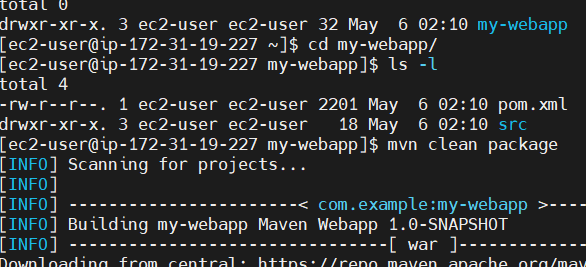 total 0
drwxr-xr-x. 3 ec2-user ec2-user 32 May  6 02:10 my-webapp
[ec2-user@ip-172-31-19-227 ~]$ cd my-webapp/
[ec2-user@ip-172-31-19-227 my-webapp]$ ls -l
total 4
-rw-r--r--. 1 ec2-user ec2-user 2201 May  6 02:10 pom.xml
drwxr-xr-x. 3 ec2-user ec2-user   18 May  6 02:10 src
[ec2-user@ip-172-31-19-227 my-webapp]$ mvn clean package
[INFO] Scanning for projects...
[INFO]
[INFO] -----------------------< com.example:my-webapp >----
[INFO] Building my-webapp Maven Webapp 1.0-SNAPSHOT
[INFO] --------------------------------[ war ]-------------
Downloading from central: https://repo.maven.apache.org/mav